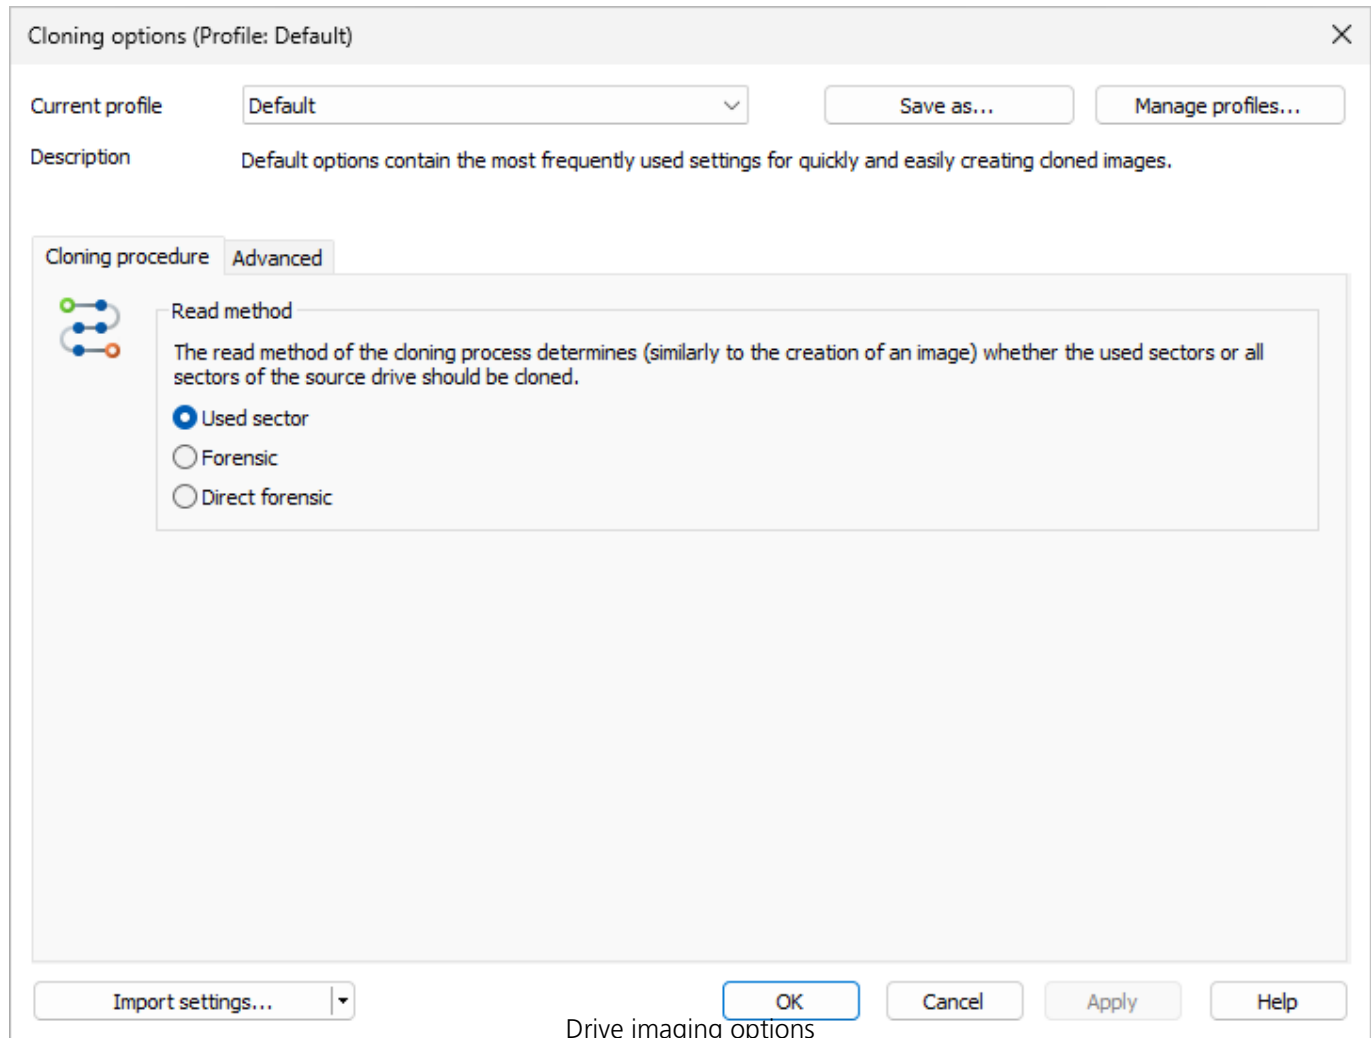 Cloning options (Profile: Default)
Current profile Default Save as... Manage profiles...
Description Default options contain the most frequently used settings for quickly and easily creating cloned images.
Cloning procedure Advanced
Read method
The read method of the cloning process determines (similarly to the creation of an image) whether the used sectors or all
sectors of the source drive should be cloned.
Used sector
Forensic
Direct forensic
Import settings... OK Cancel Apply Help
Drive imaging options